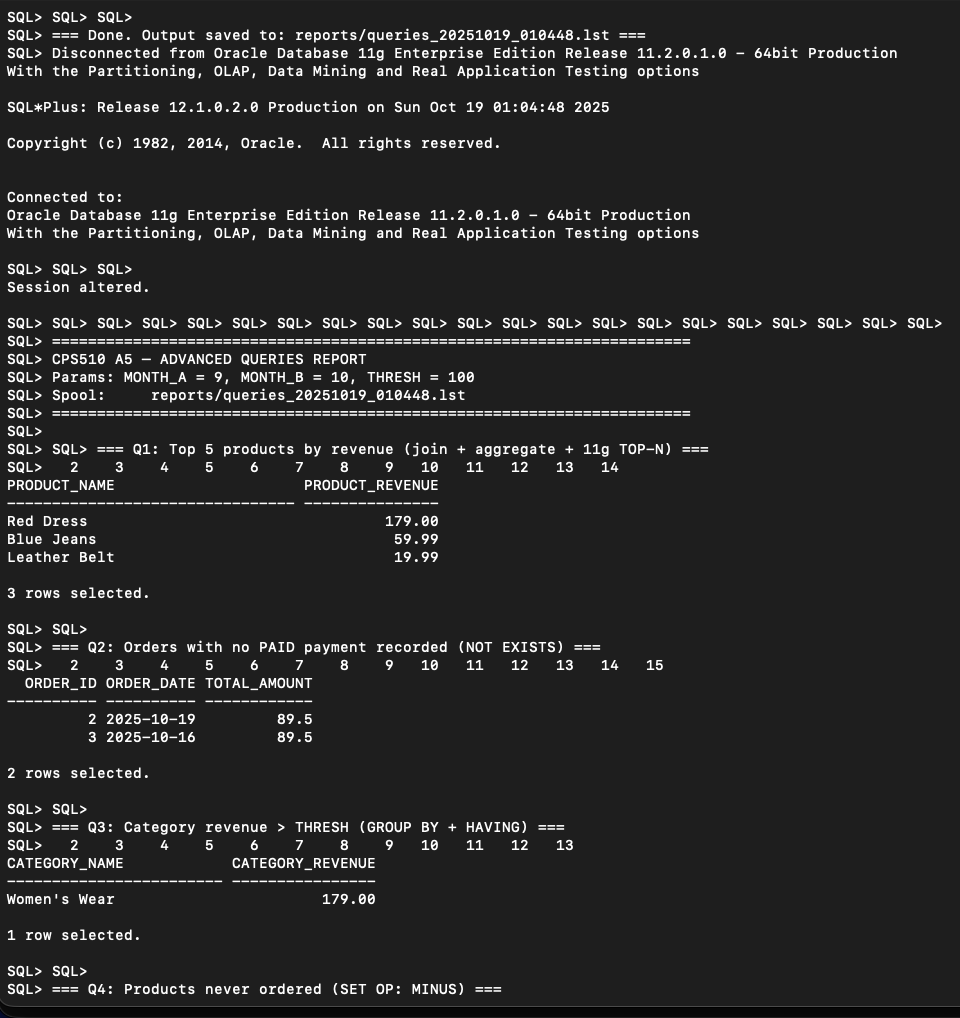 SQL> SQL> SQL>
SQL> === Done. Output saved to: reports/queries_20251019_010448.lst ===
SQL> Disconnected from Oracle Database 11g Enterprise Edition Release 11.2.0.1.0 – 64bit Production
With the Partitioning, OLAP, Data Mining and Real Application Testing options

SQL*Plus: Release 12.1.0.2.0 Production on Sun Oct 19 01:04:48 2025

Copyright (c) 1982, 2014, Oracle.  All rights reserved.


Connected to:
Oracle Database 11g Enterprise Edition Release 11.2.0.1.0 – 64bit Production
With the Partitioning, OLAP, Data Mining and Real Application Testing options

SQL> SQL> SQL>
Session altered.

SQL> SQL> SQL> SQL> SQL> SQL> SQL> SQL> SQL> SQL> SQL> SQL> SQL> SQL> SQL> SQL> SQL> SQL> SQL> SQL> SQL>
SQL> =======================================================================
SQL> CPS510 A5 – ADVANCED QUERIES REPORT
SQL> Params: MONTH_A = 9, MONTH_B = 10, THRESH = 100
SQL> Spool:     reports/queries_20251019_010448.lst
SQL> =======================================================================
SQL>
SQL> SQL> === Q1: Top 5 products by revenue (join + aggregate + 11g TOP-N) ===
SQL>   2    3    4    5    6    7    8    9   10   11   12   13   14
PRODUCT_NAME                     PRODUCT_REVENUE
-------------------------------- ---------------
Red Dress                                 179.00
Blue Jeans                                 59.99
Leather Belt                               19.99

3 rows selected.

SQL> SQL>
SQL> === Q2: Orders with no PAID payment recorded (NOT EXISTS) ===
SQL>   2    3    4    5    6    7    8    9   10   11   12   13   14   15
  ORDER_ID ORDER_DATE TOTAL_AMOUNT
---------- ---------- ------------
         2 2025-10-19         89.5
         3 2025-10-16         89.5

2 rows selected.

SQL> SQL>
SQL> === Q3: Category revenue > THRESH (GROUP BY + HAVING) ===
SQL>   2    3    4    5    6    7    8    9   10   11   12   13
CATEGORY_NAME            CATEGORY_REVENUE
------------------------ ----------------
Women's Wear                       179.00

1 row selected.

SQL> SQL>
SQL> === Q4: Products never ordered (SET OP: MINUS) ===